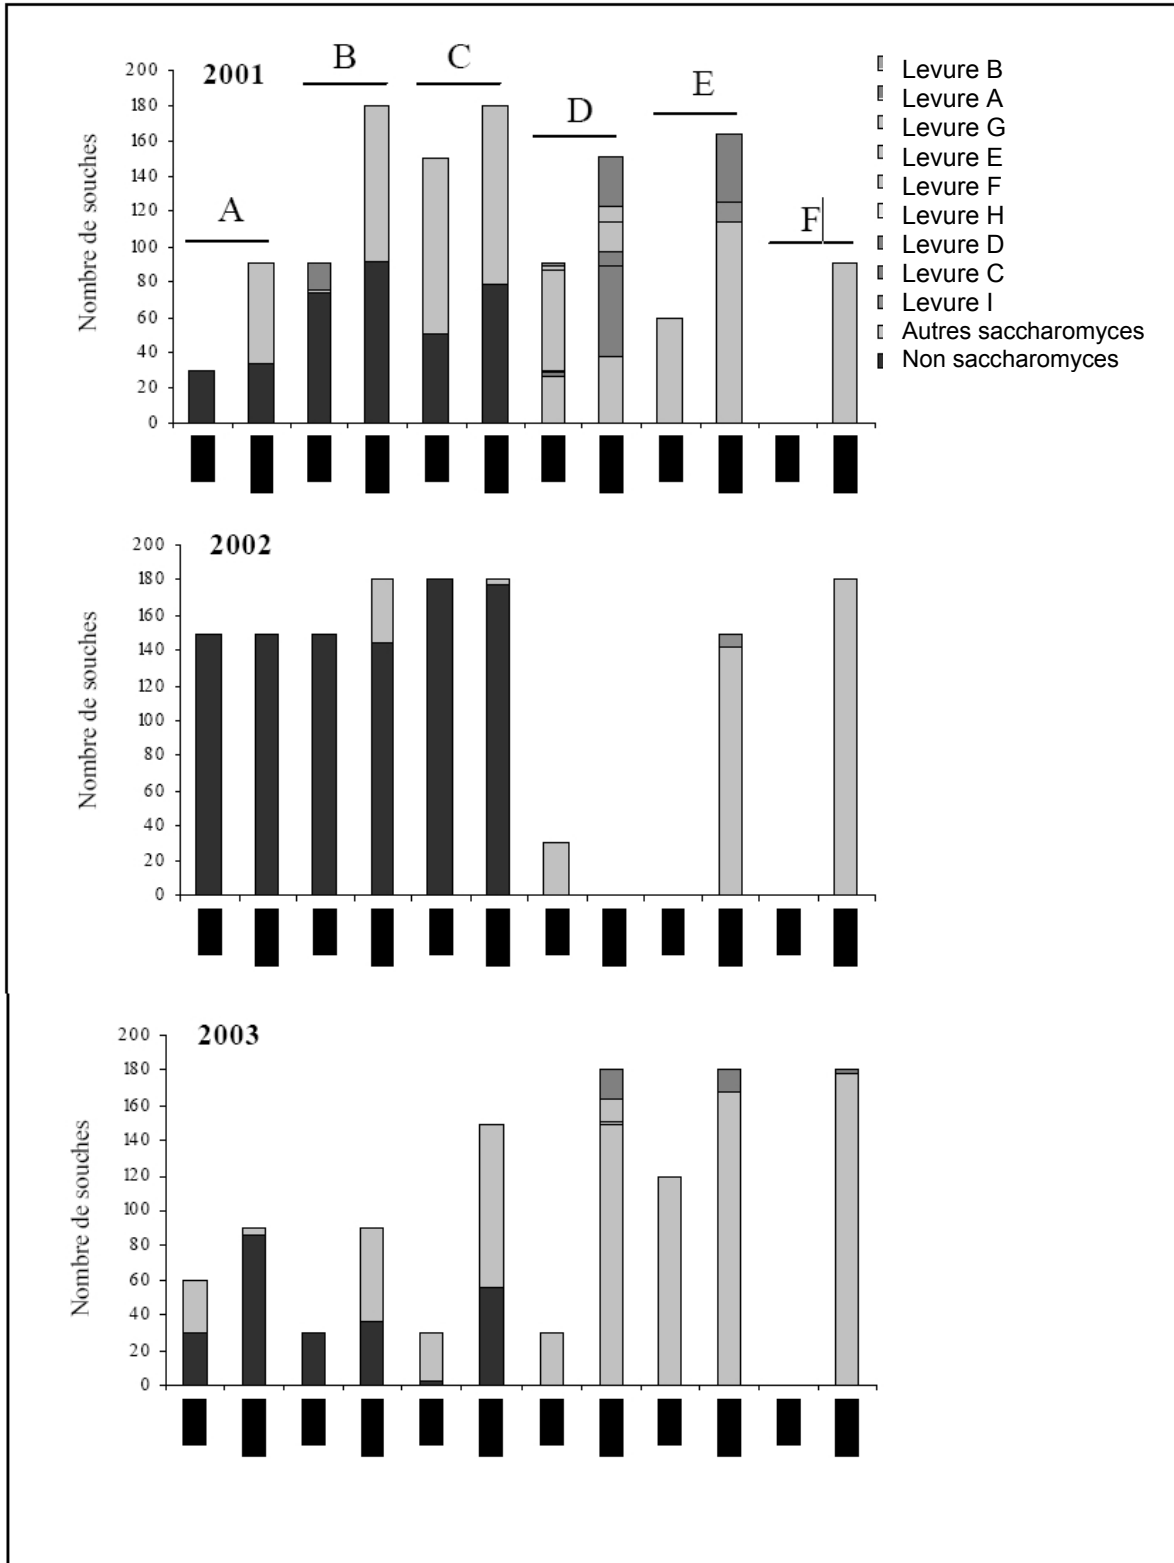 2001
A
B
C
D
E
F
Nombre de souches
200
180
160
140
120
100
80
60
40
20
0
Levure B
Levure A
Levure G
Levure E
Levure F
Levure H
Levure D
Levure C
Levure I
Autres saccharomyces
Non saccharomyces
2002
Nombre de souches
200
180
160
140
120
100
80
60
40
20
0
2003
Nombre de souches
200
180
160
140
120
100
80
60
40
20
0